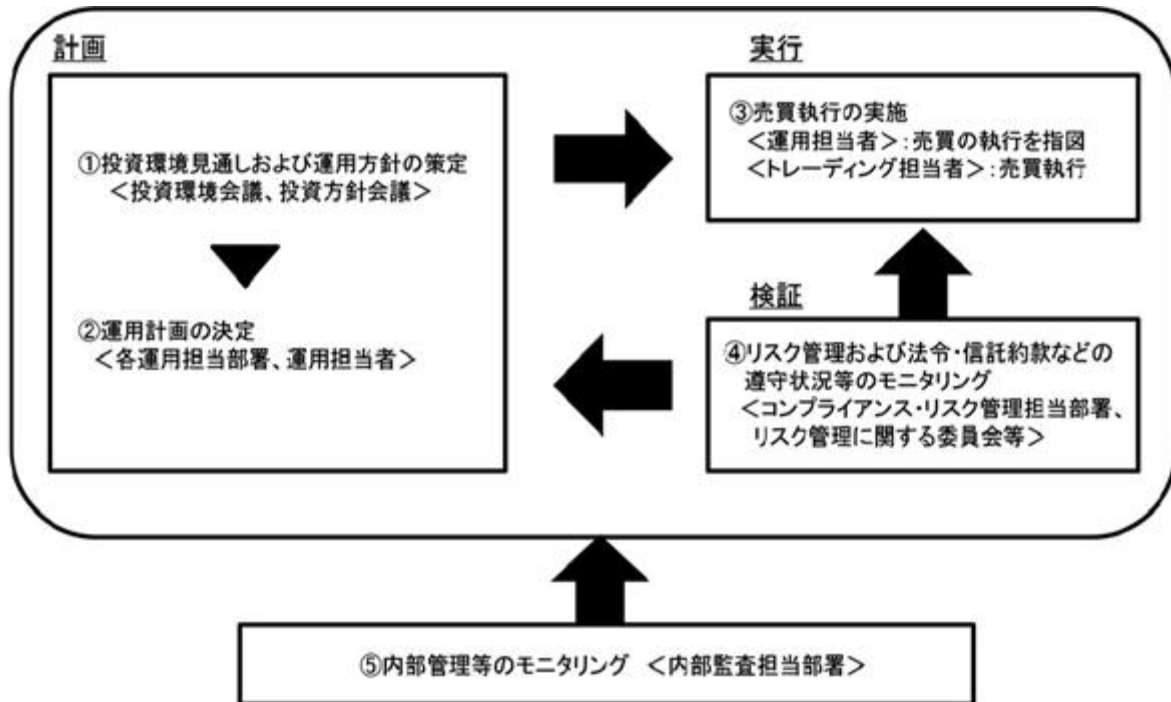 計画
①投資環境見通しおよび運用方針の策定
＜投資環境会議、投資方針会議＞
②運用計画の決定
＜各運用担当部署、運用担当者＞
実行
③売買執行の実施
＜運用担当者＞：売買の執行を指図
＜トレーディング担当者＞：売買執行
検証
④リスク管理および法令・信託約款などの
遵守状況等のモニタリング
＜コンプライアンス・リスク管理担当部署、
リスク管理に関する委員会等＞
⑤内部管理等のモニタリング ＜内部監査担当部署＞